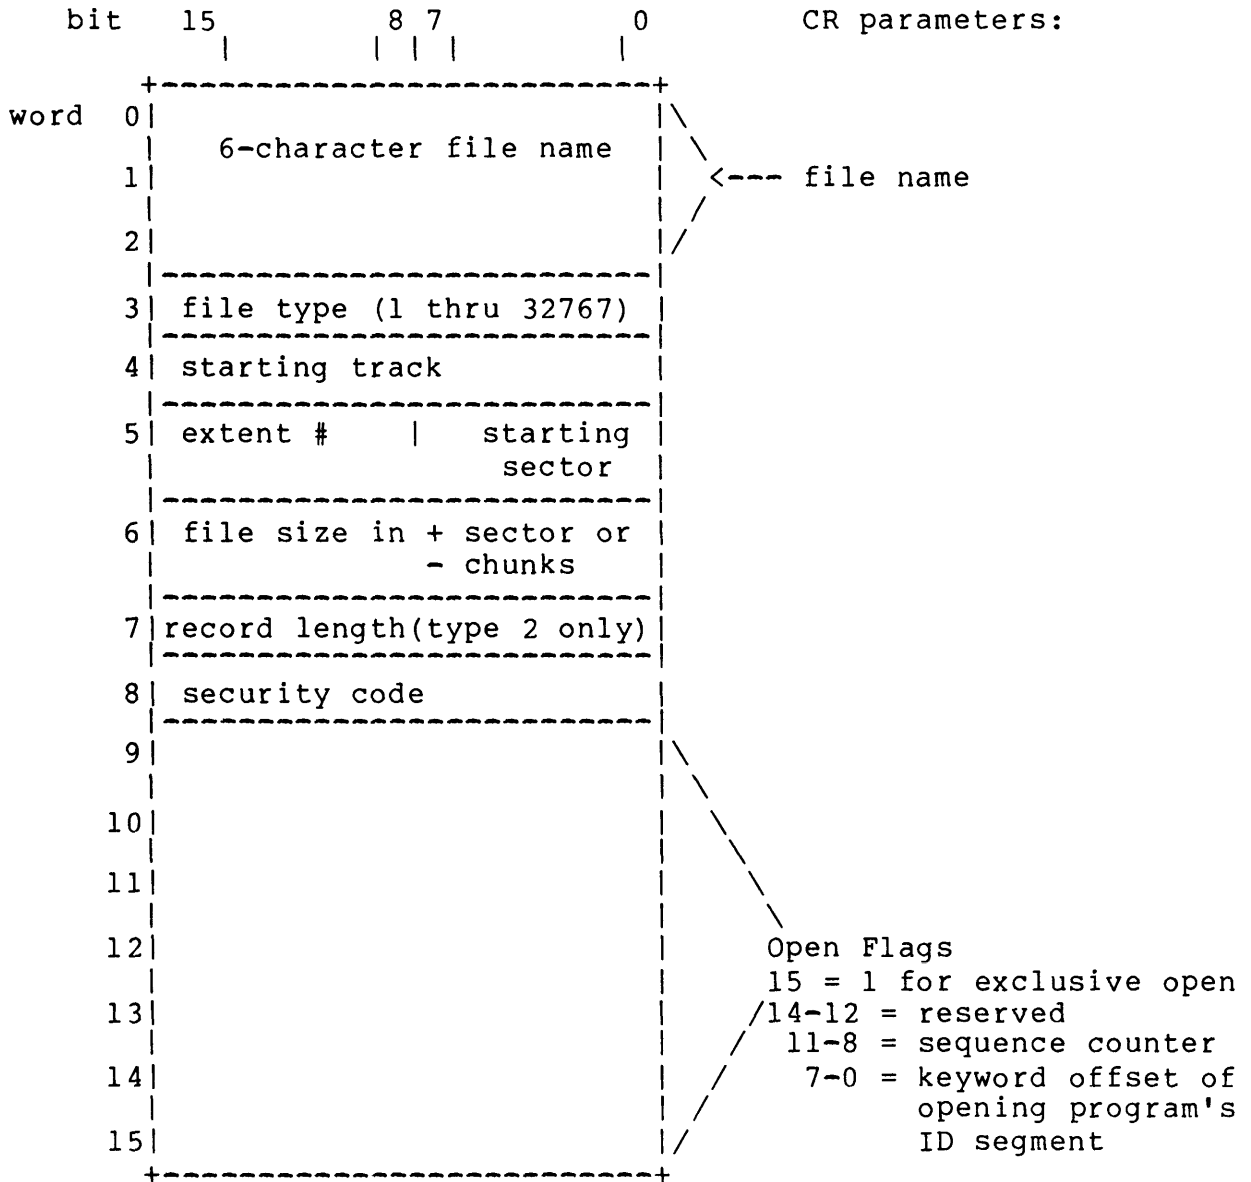 bit 15 8 7 0 CR parameters:
word 0
6-character file name
1 <--- file name
2
3 file type (1 thru 32767)
4 starting track
5 extent # | starting
sector
6 file size in + sector or
- chunks
7 record length(type 2 only)
8 security code
9
10
11
12 Open Flags
15 = 1 for exclusive open
13 14-12 = reserved
11-8 = sequence counter
14 7-0 = keyword offset of
opening program's
15 ID segment